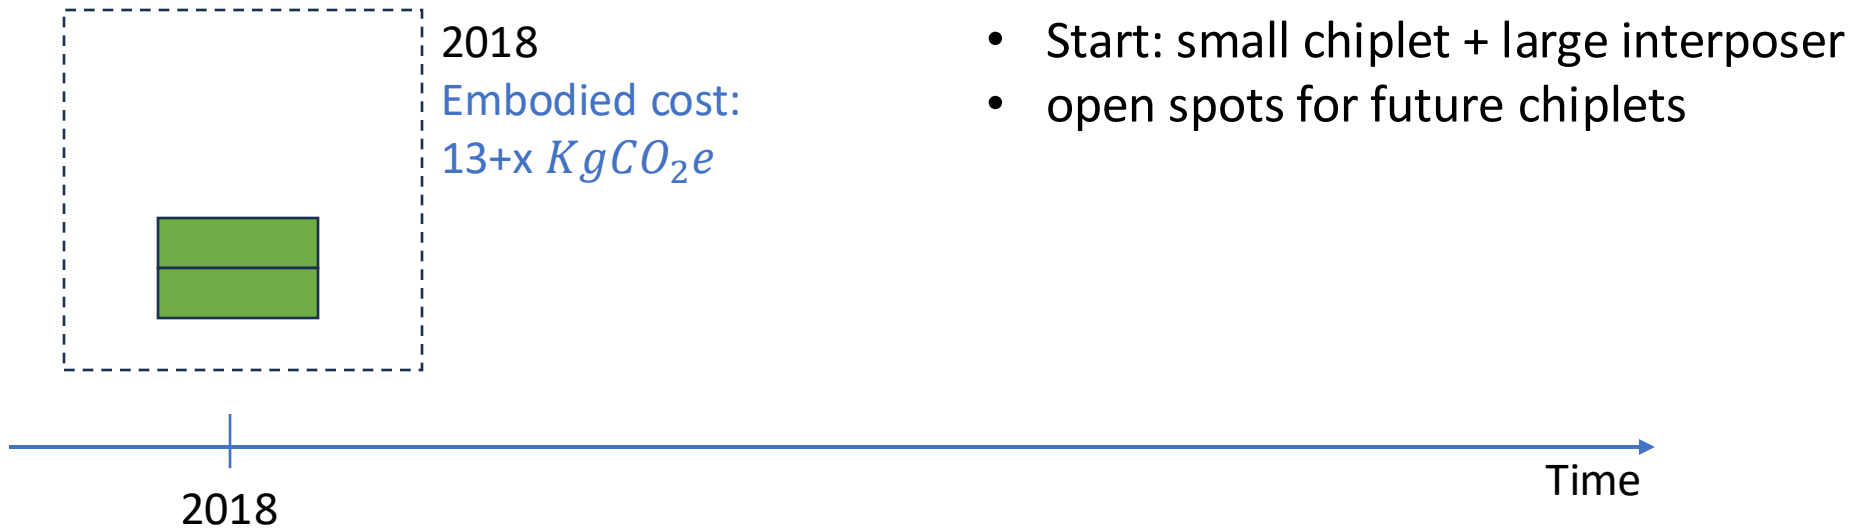 2018
Embodied cost:
13+x KgCO₂e
• Start: small chiplet + large interposer
• open spots for future chiplets
Time
2018